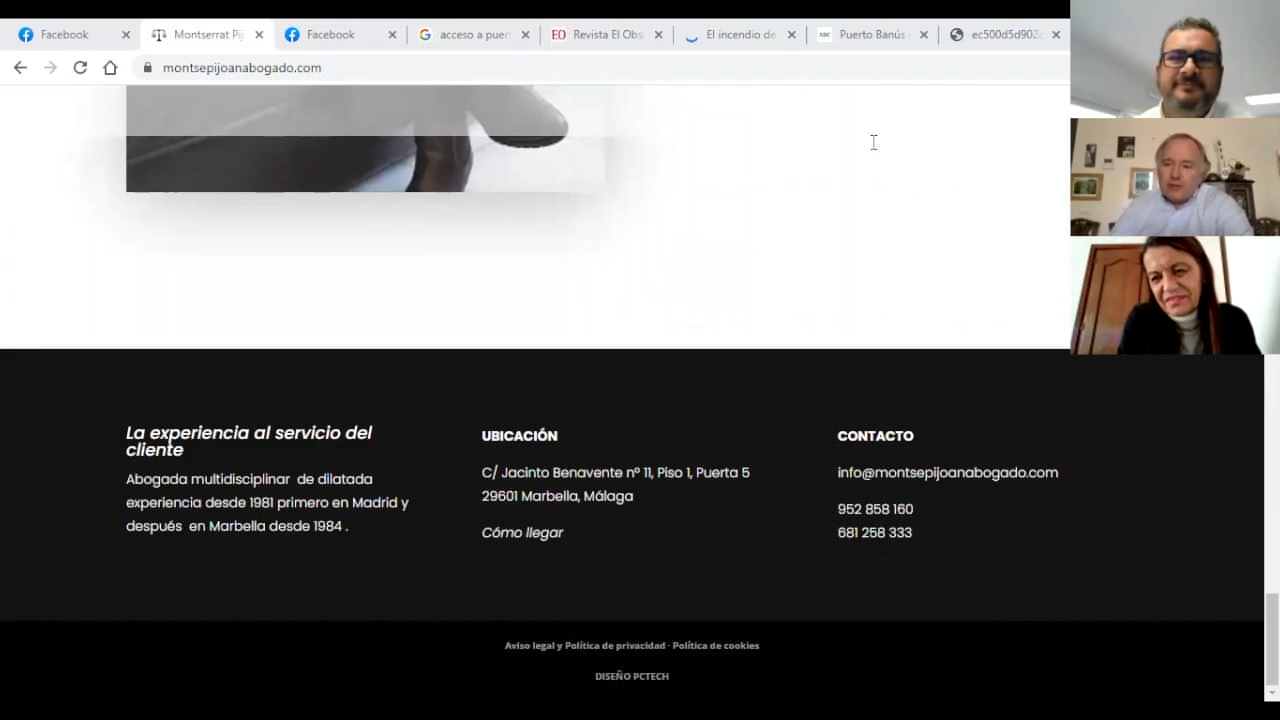 Facebook
Montserrat Pij
Facebook
acceso a puer
Revista El Obs
El incendio de
ABC
Puerto Banús
ec500d5d902
montsepijoanabogado.com
La experiencia al servicio del
cliente
Abogada multidisciplinar de dilatada
experiencia desde 1981 primero en Madrid y
después en Marbella desde 1984 .
UBICACIÓN
C/ Jacinto Benavente nº 11, Piso 1, Puerta 5
29601 Marbella, Málaga
Cómo llegar
CONTACTO
info@montsepijoanabogado.com
952 858 160
681 258 333
Aviso legal y Política de privacidad · Política de cookies
DISEÑO PCTECH